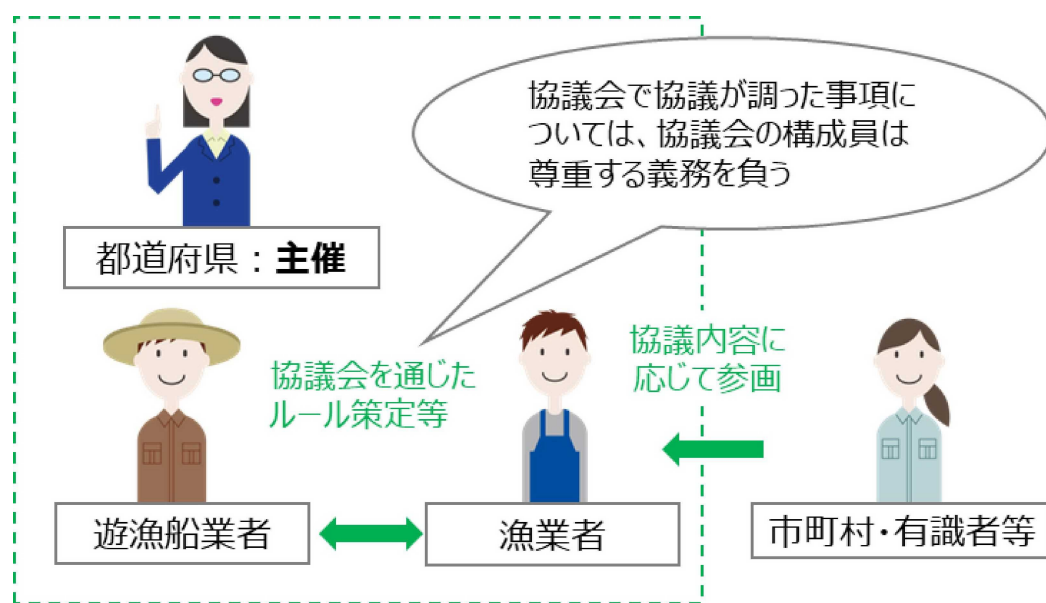 協議会で協議が調った事項に
ついては、協議会の構成員は
尊重する義務を負う
都道府県：主催
協議会を通じた
ルール策定等
協議内容に
応じて参画
遊漁船業者
漁業者
市町村・有識者等